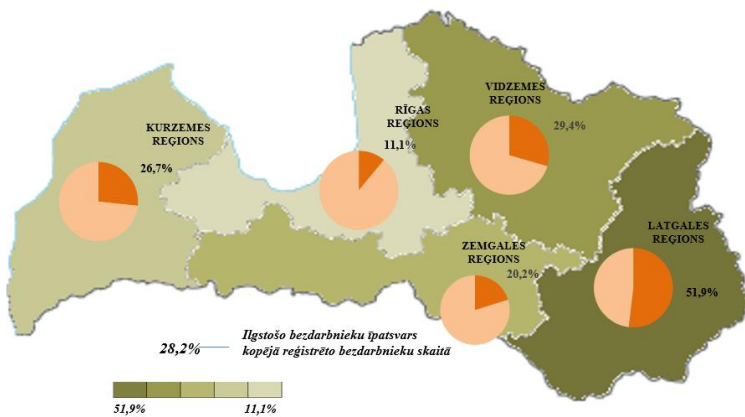 VIDZEMES
REĢIONS
29,4%
RĪGAS
REĢIONS
11,1%
KURZEMES
REĢIONS
26,7%
LATGALES
REĢIONS
51,9%
ZEMGALES
REĢIONS
20,2%
28,2%
Ilgstošo bezdarbnieku īpatsvars
kopējā reģistrēto bezdarbnieku skaitā
51,9% 11,1%